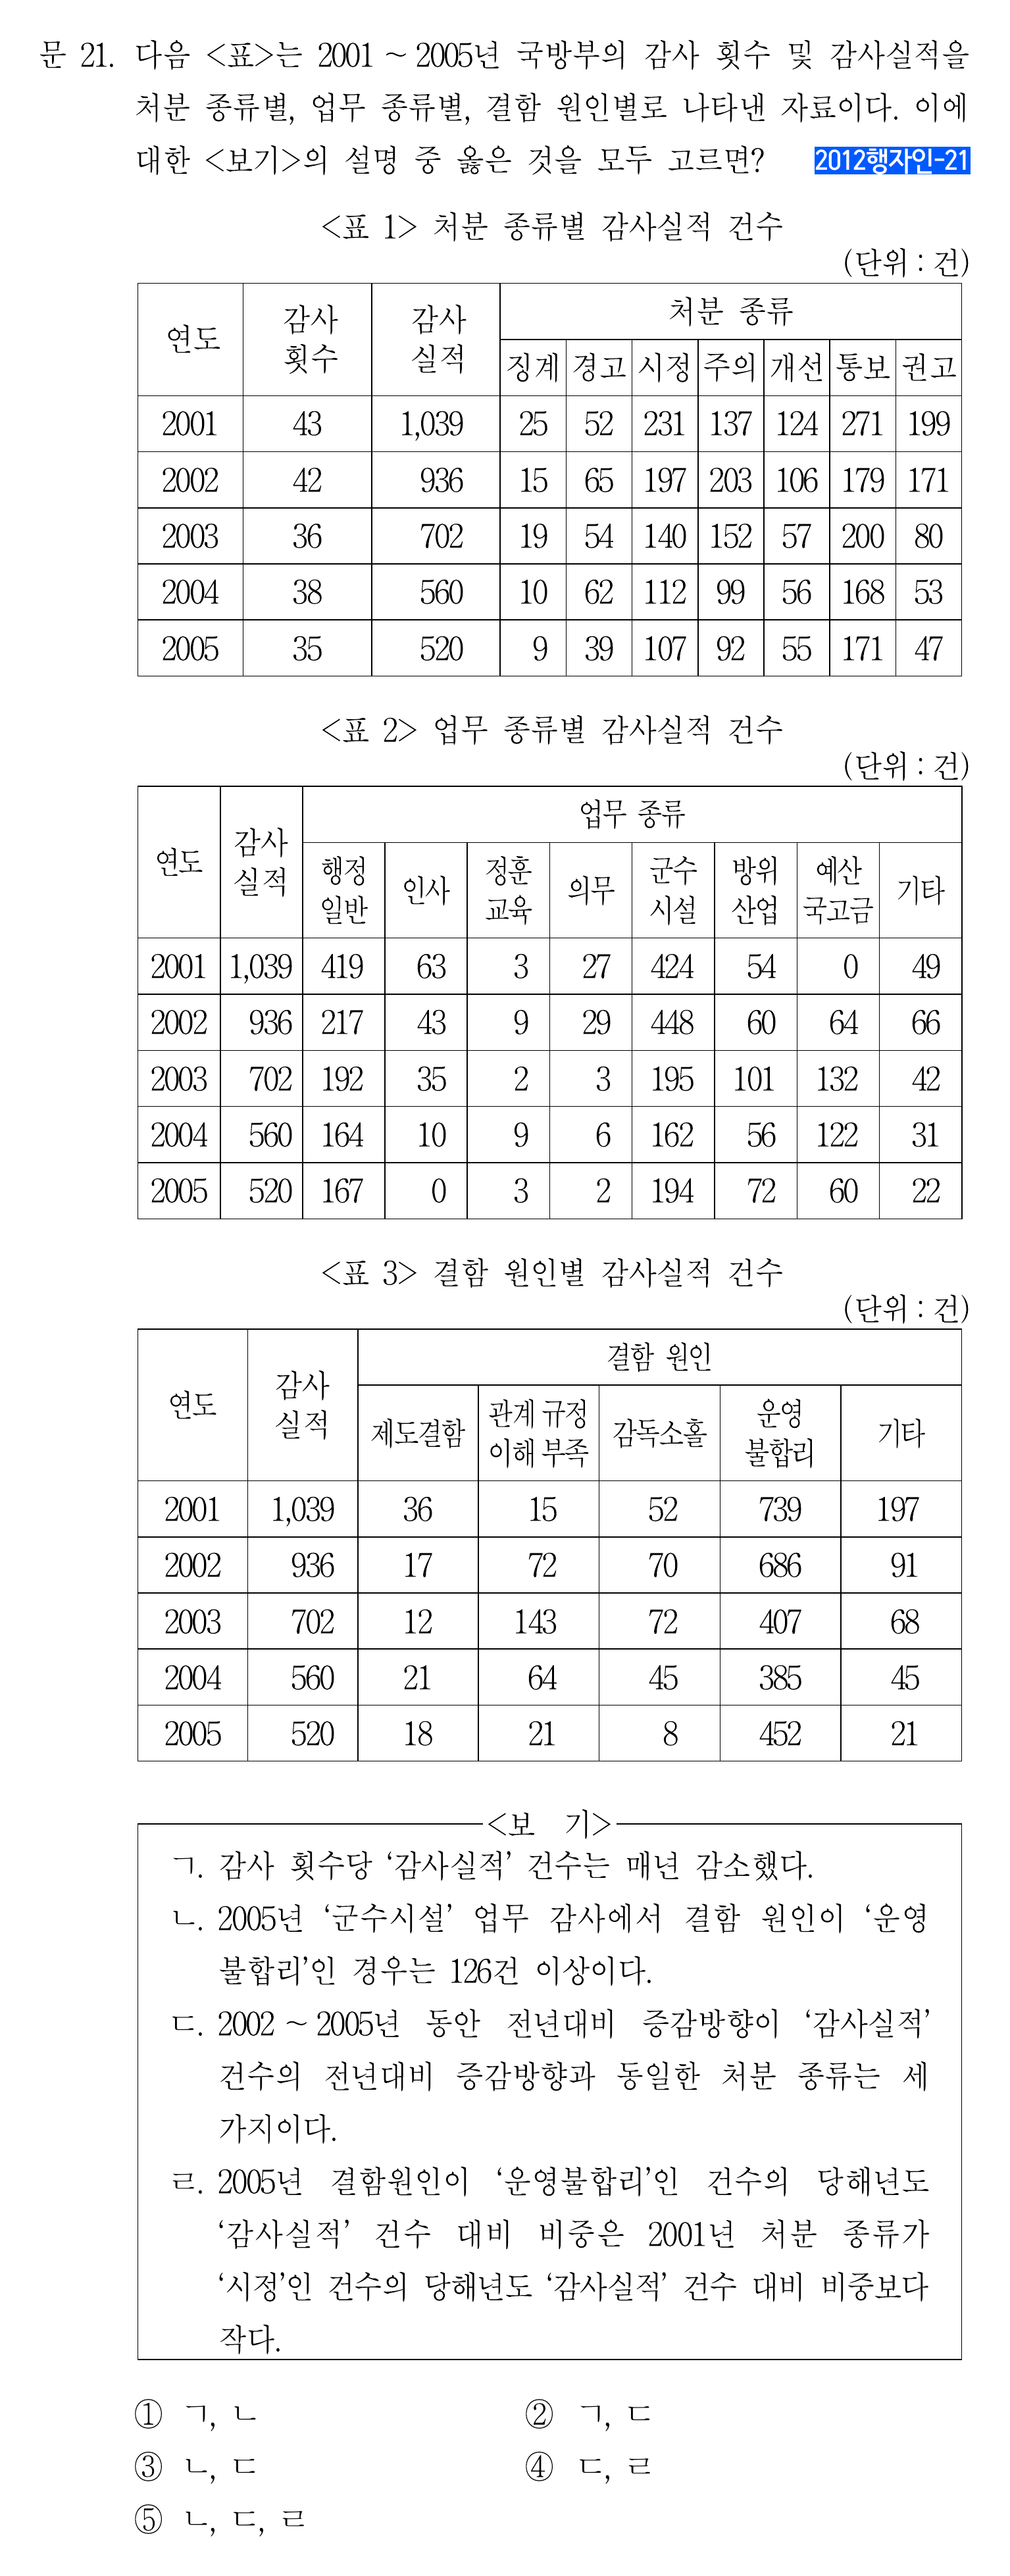 문 21. 다음 <표>는 2001 ~ 2005년 국방부의 감사 횟수 및 감사실적을
처분 종류별, 업무 종류별, 결함 원인별로 나타낸 자료이다. 이에
대한 <보기>의 설명 중 옳은 것을 모두 고르면? 2012행자인-21
<표 1> 처분 종류별 감사실적 건수
(단위 : 건)
연도 감사 횟수 감사 실적 처분 종류
징계 경고 시정 주의 개선 통보 권고
2001 43 1,039 25 52 231 137 124 271 199
2002 42 936 15 65 197 203 106 179 171
2003 36 702 19 54 140 152 57 200 80
2004 38 560 10 62 112 99 56 168 53
2005 35 520 9 39 107 92 55 171 47
<표 2> 업무 종류별 감사실적 건수
(단위 : 건)
연도 감사 실적 업무 종류
행정 일반 인사 정훈 교육 의무 군수 시설 방위 산업 예산 국고금 기타
2001 1,039 419 63 3 27 424 54 0 49
2002 936 217 43 9 29 448 60 64 66
2003 702 192 35 2 3 195 101 132 42
2004 560 164 10 9 6 162 56 122 31
2005 520 167 0 3 2 194 72 60 22
<표 3> 결함 원인별 감사실적 건수
(단위 : 건)
연도 감사 실적 결함 원인
제도결함 관계 규정 이해 부족 감독소홀 운영 불합리 기타
2001 1,039 36 15 52 739 197
2002 936 17 72 70 686 91
2003 702 12 143 72 407 68
2004 560 21 64 45 385 45
2005 520 18 21 8 452 21
<보 기>
ㄱ. 감사 횟수당 ‘감사실적’ 건수는 매년 감소했다.
ㄴ. 2005년 ‘군수시설’ 업무 감사에서 결함 원인이 ‘운영
불합리’인 경우는 126건 이상이다.
ㄷ. 2002 ~ 2005년 동안 전년대비 증감방향이 ‘감사실적’
건수의 전년대비 증감방향과 동일한 처분 종류는 세
가지이다.
ㄹ. 2005년 결함원인이 ‘운영불합리’인 건수의 당해년도
‘감사실적’ 건수 대비 비중은 2001년 처분 종류가
‘시정’인 건수의 당해년도 ‘감사실적’ 건수 대비 비중보다
작다.
① ㄱ, ㄴ ② ㄱ, ㄷ
③ ㄴ, ㄷ ④ ㄷ, ㄹ
⑤ ㄴ, ㄷ, ㄹ